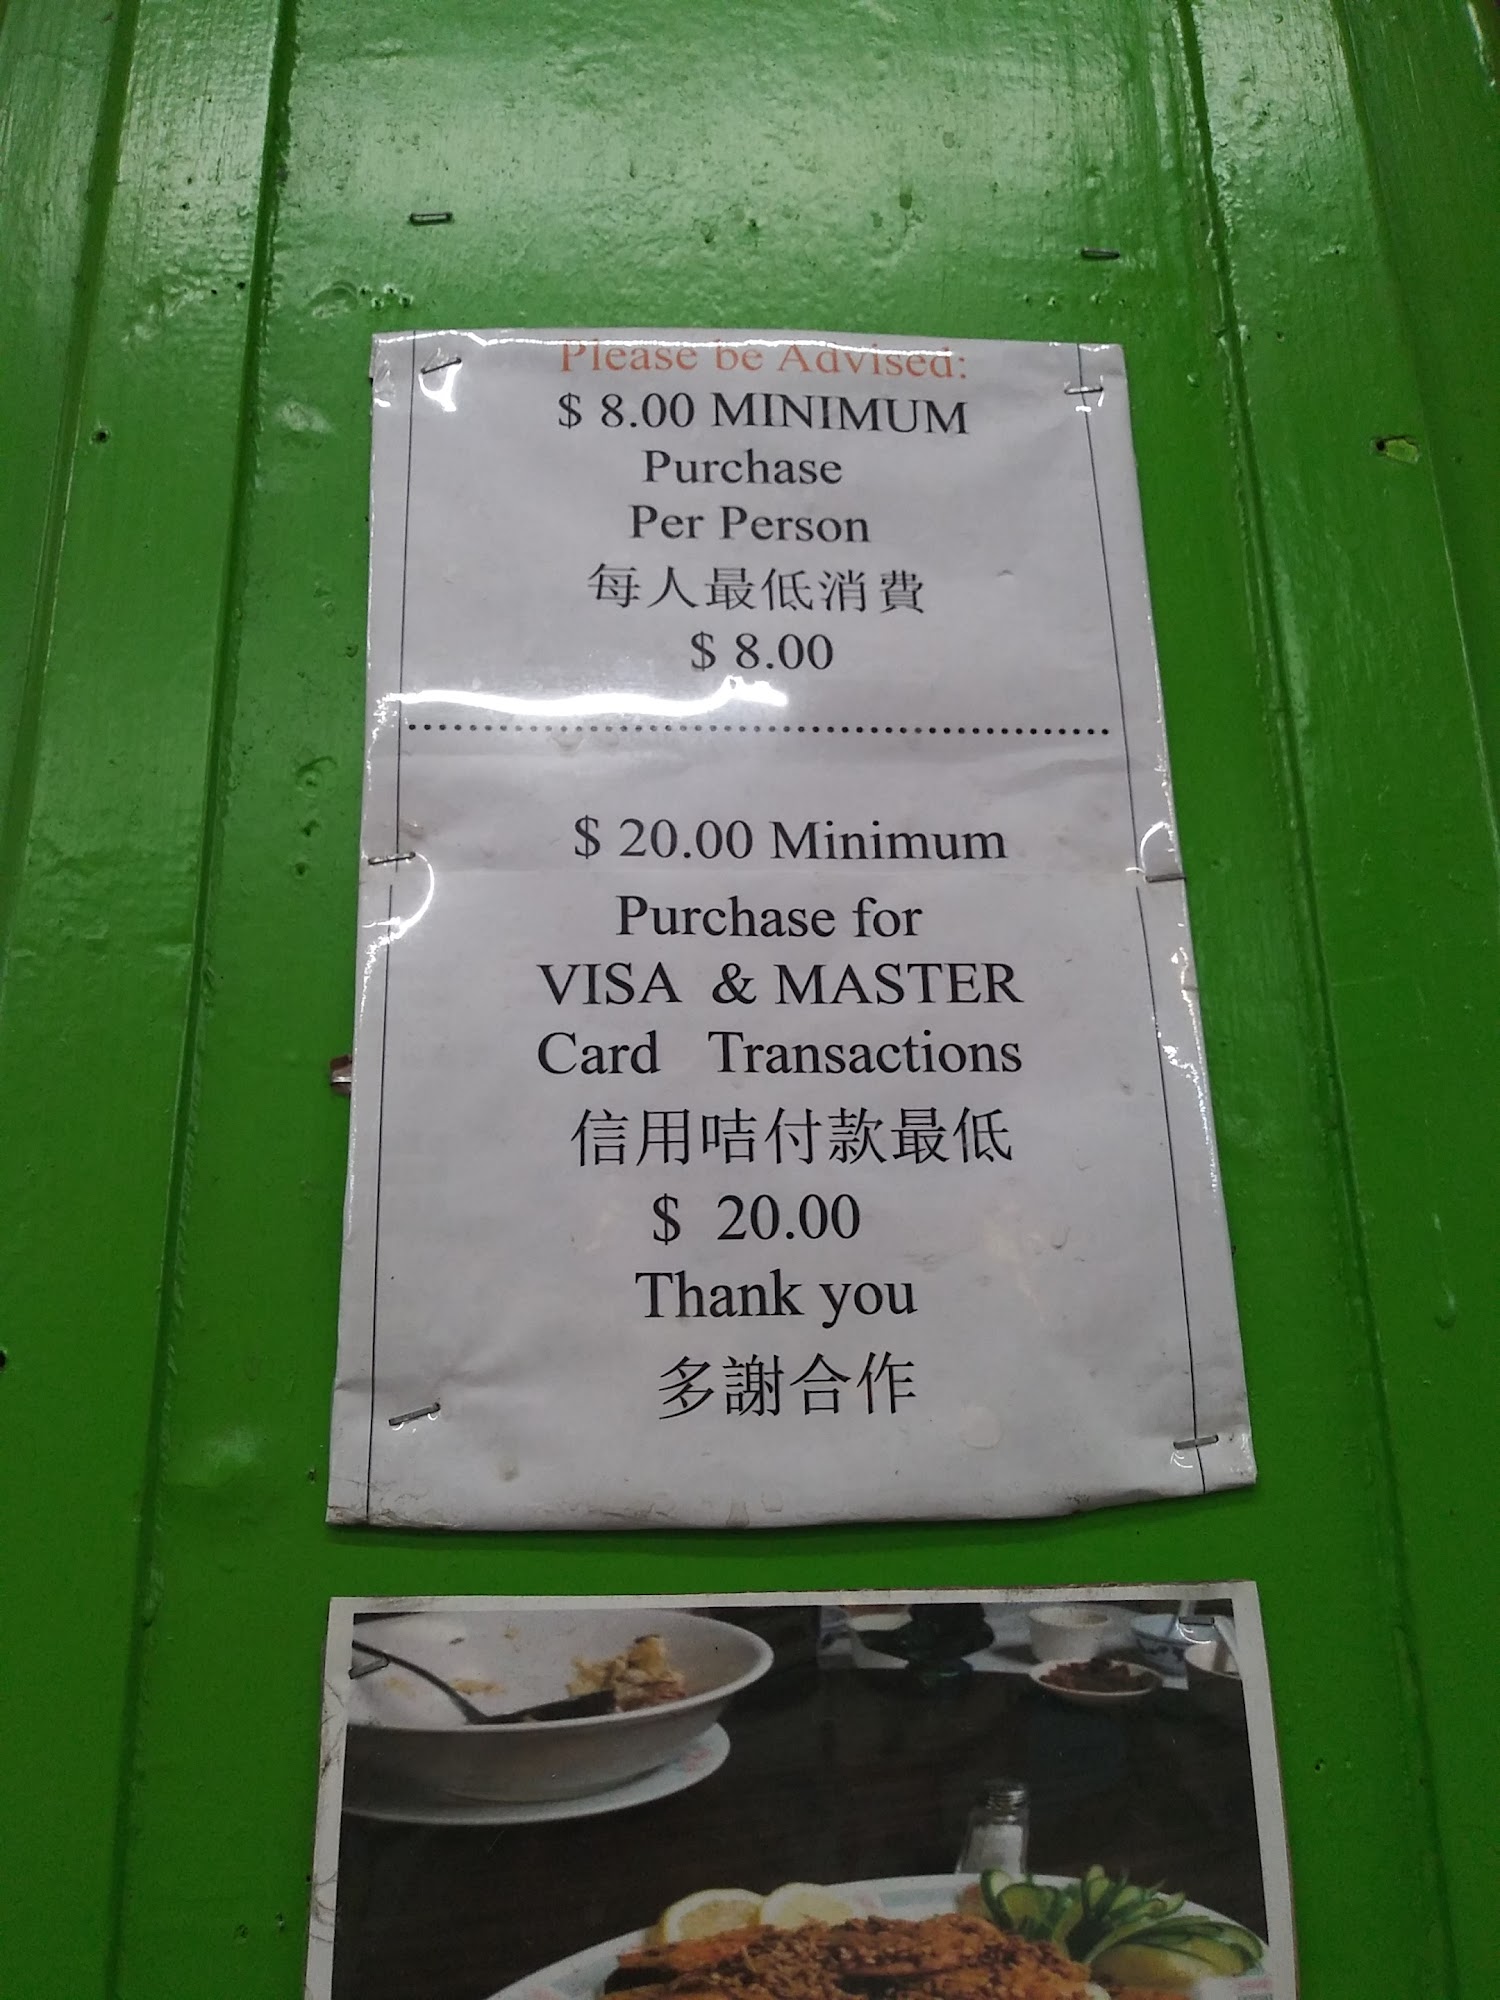 Please be Advised:
$ 8.00 MINIMUM
Purchase
Per Person
每人最低消費
$ 8.00
$ 20.00 Minimum
Purchase for
VISA & MASTER
Card Transactions
信用咭付款最低
$ 20.00
Thank you
多謝合作